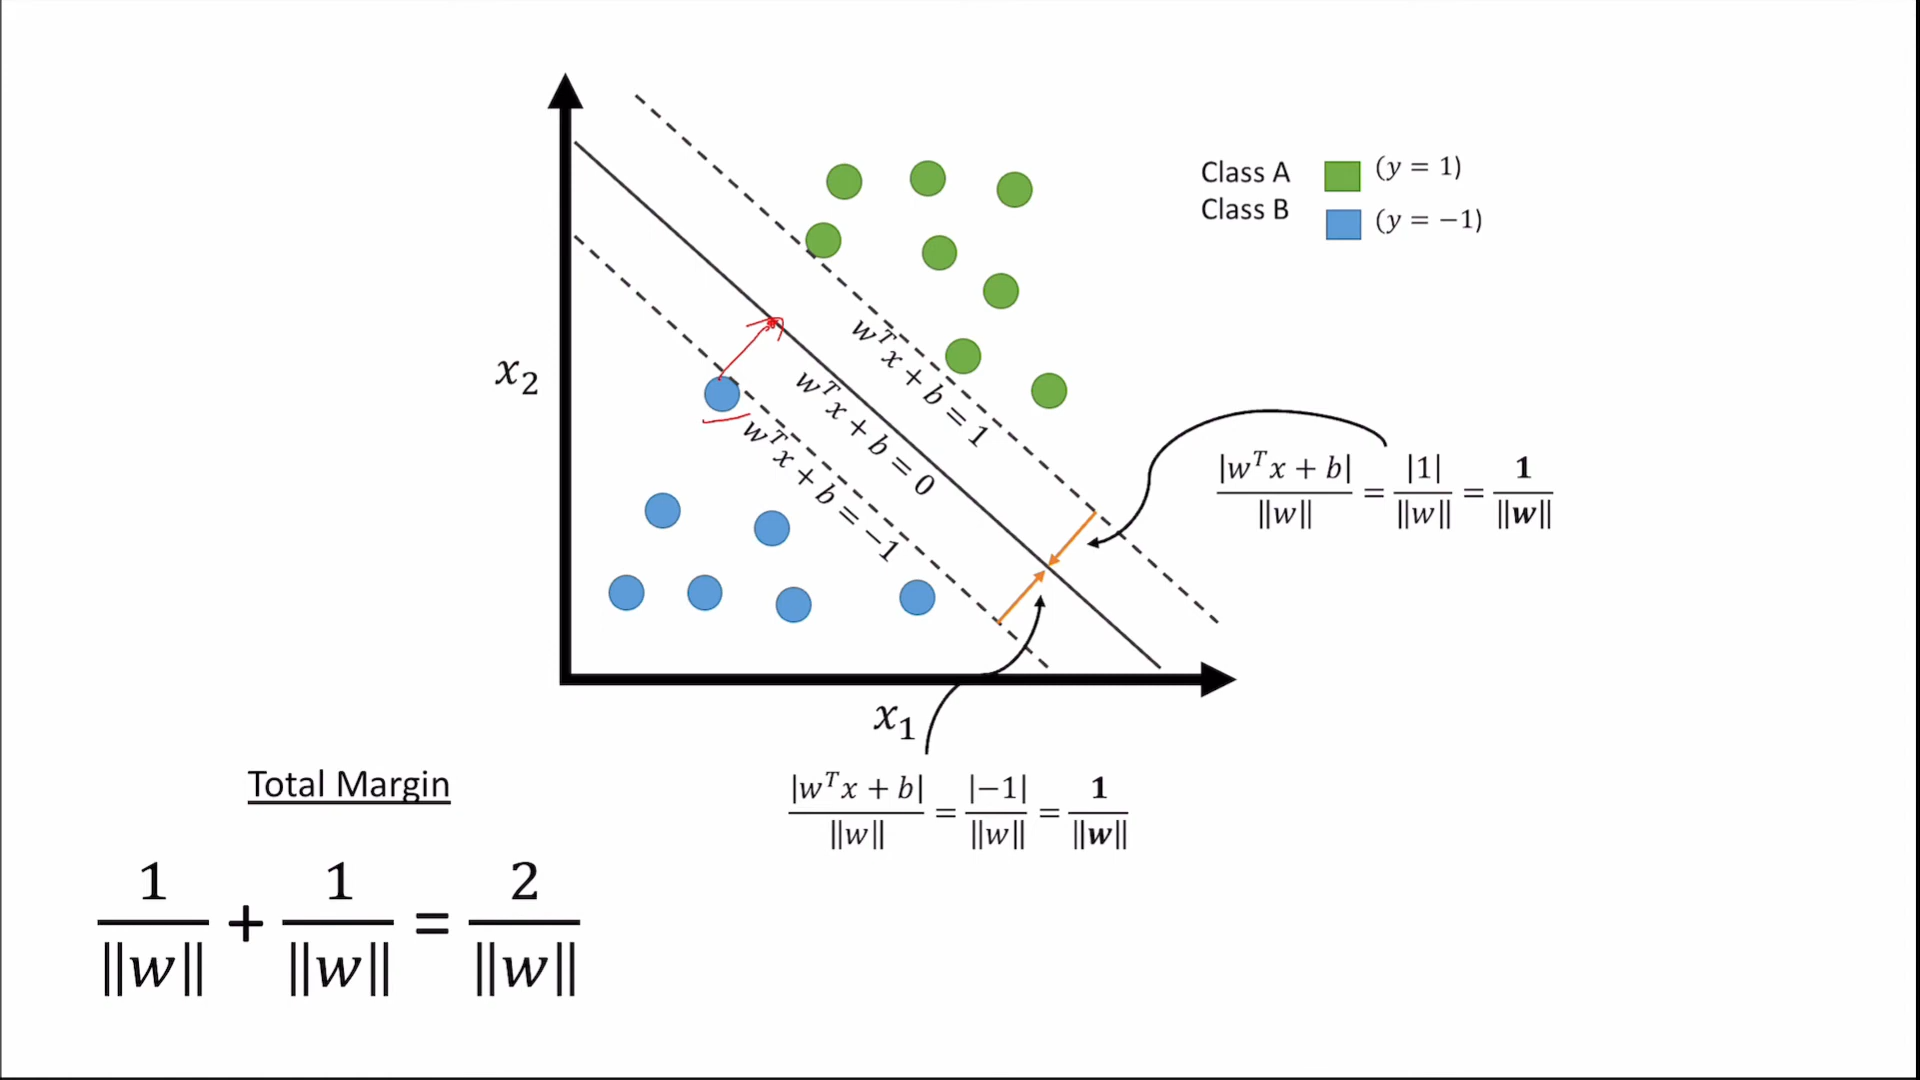 Class A (y = 1)
Class B (y = −1)
wᵀx + b = 1
wᵀx + b = 0
wᵀx + b = −1
x₂
x₁
|wᵀx + b| / ‖w‖ = |1| / ‖w‖ = 1 / ‖w‖
|wᵀx + b| / ‖w‖ = |−1| / ‖w‖ = 1 / ‖w‖
Total Margin
1 / ‖w‖ + 1 / ‖w‖ = 2 / ‖w‖